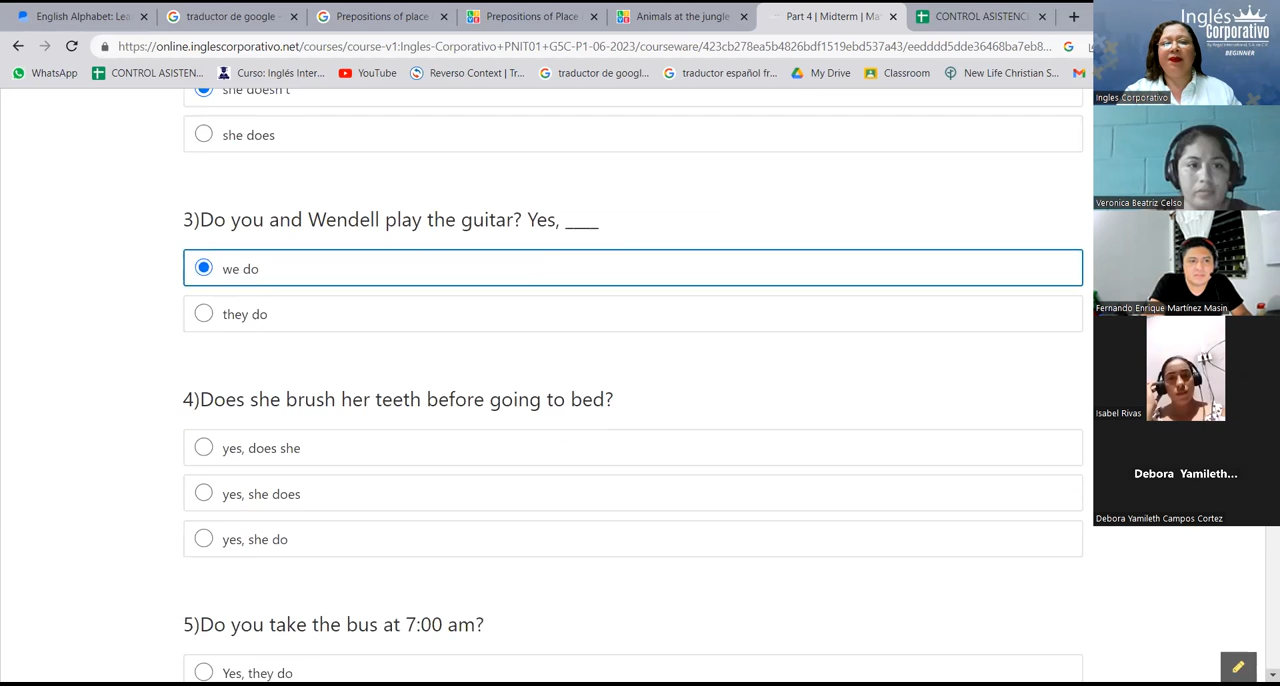 English Alphabet: Lea
traductor de google -
Prepositions of place
Prepositions of Place
Animals at the jungle
Part 4 | Midterm | Ma
CONTROL ASISTENC
https://online.inglescorporativo.net/courses/course-v1:Ingles-Corporativo+PNIT01+G5C-P1-06-2023/courseware/423cb278ea5b4826bdf1519ebd537a43/eedddd5dde36468ba7eb8...
WhatsApp
CONTROL ASISTEN...
Curso: Inglés Inter...
YouTube
Reverso Context | Tr...
traductor de googl...
traductor español fr...
My Drive
Classroom
New Life Christian S...
she doesn't
she does
3)Do you and Wendell play the guitar? Yes, ____
we do
they do
4)Does she brush her teeth before going to bed?
yes, does she
yes, she does
yes, she do
5)Do you take the bus at 7:00 am?
Yes, they do
Inglés
Corporativo
BEGINNER
Ingles Corporativo
Veronica Beatriz Celso
Fernando Enrique Martínez Masin
Isabel Rivas
Debora Yamileth...
Debora Yamileth Campos Cortez